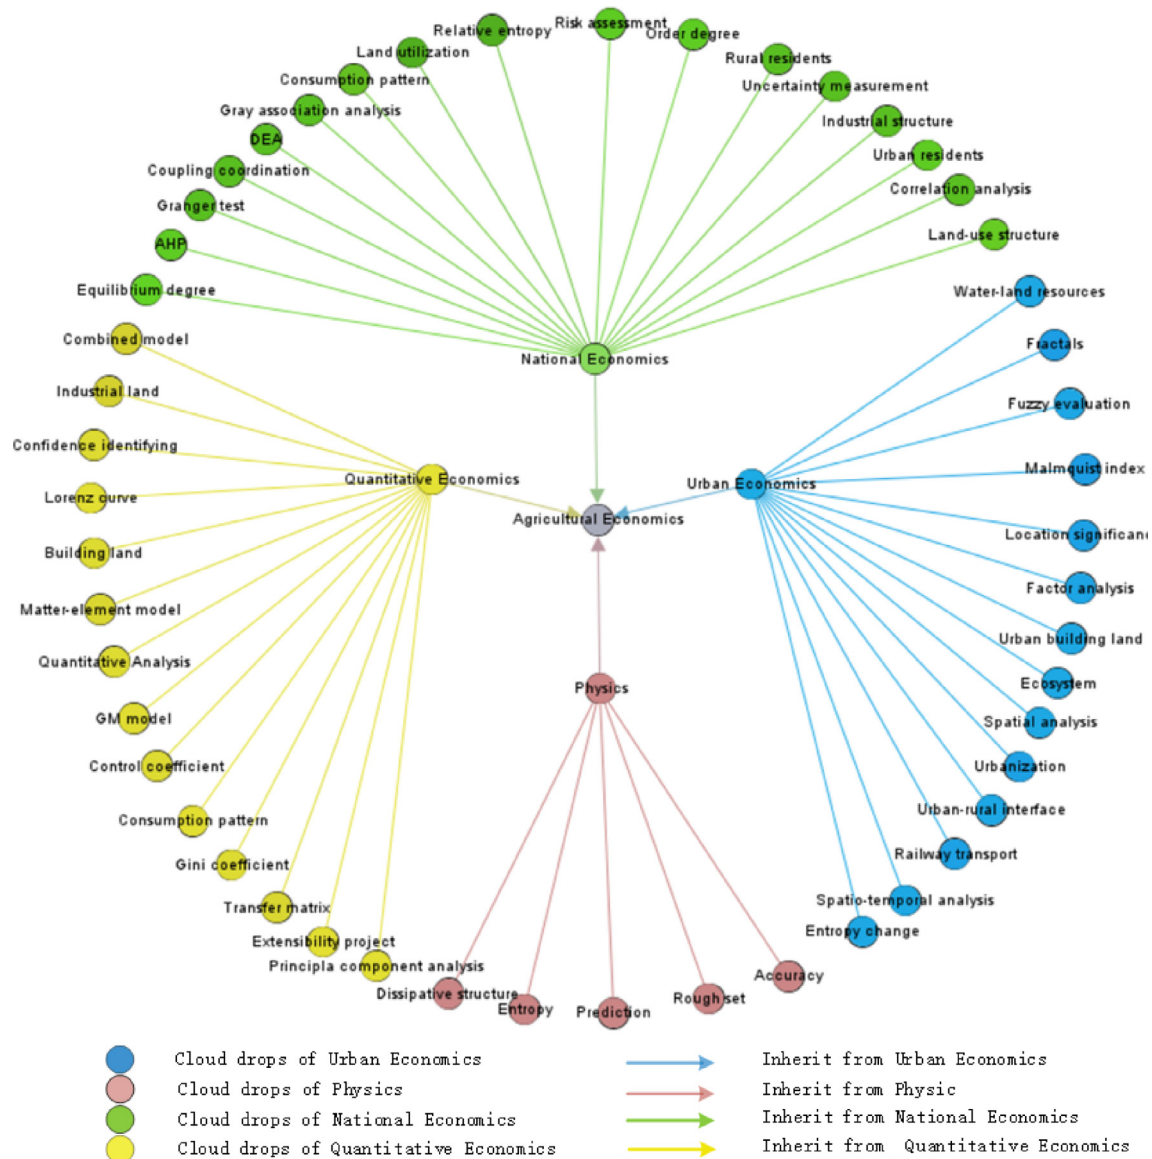 Risk assessment
Relative entropy
Order degree
Land utilization
Rural residents
Consumption pattern
Uncertainty measurement
Gray association analysis
Industrial structure
DEA
Urban residents
Coupling coordination
Correlation analysis
Granger test
Land-use structure
AHP
Equilibrium degree
Water-land resources
Combined model
Fractals
National Economics
Industrial land
Fuzzy evaluation
Confidence identifying
Malmquist index
Quantitative Economics
Urban Economics
Lorenz curve
Agricultural Economics
Location significan
Building land
Factor analysis
Matter-element model
Urban building land
Quantitative Analysis
Physics
Ecosystem
GM model
Spatial analysis
Control coefficient
Urbanization
Urban-rural interface
Consumption pattern
Railway transport
Gini coefficient
Spatio-temporal analysis
Transfer matrix
Entropy change
Extensibility project
Principla component analysis
Accuracy
Dissipative structure
Rough set
Entropy
Prediction
Cloud drops of Urban Economics
Inherit from Urban Economics
Cloud drops of Physics
Inherit from Physic
Cloud drops of National Economics
Inherit from National Economics
Cloud drops of Quantitative Economics
Inherit from Quantitative Economics